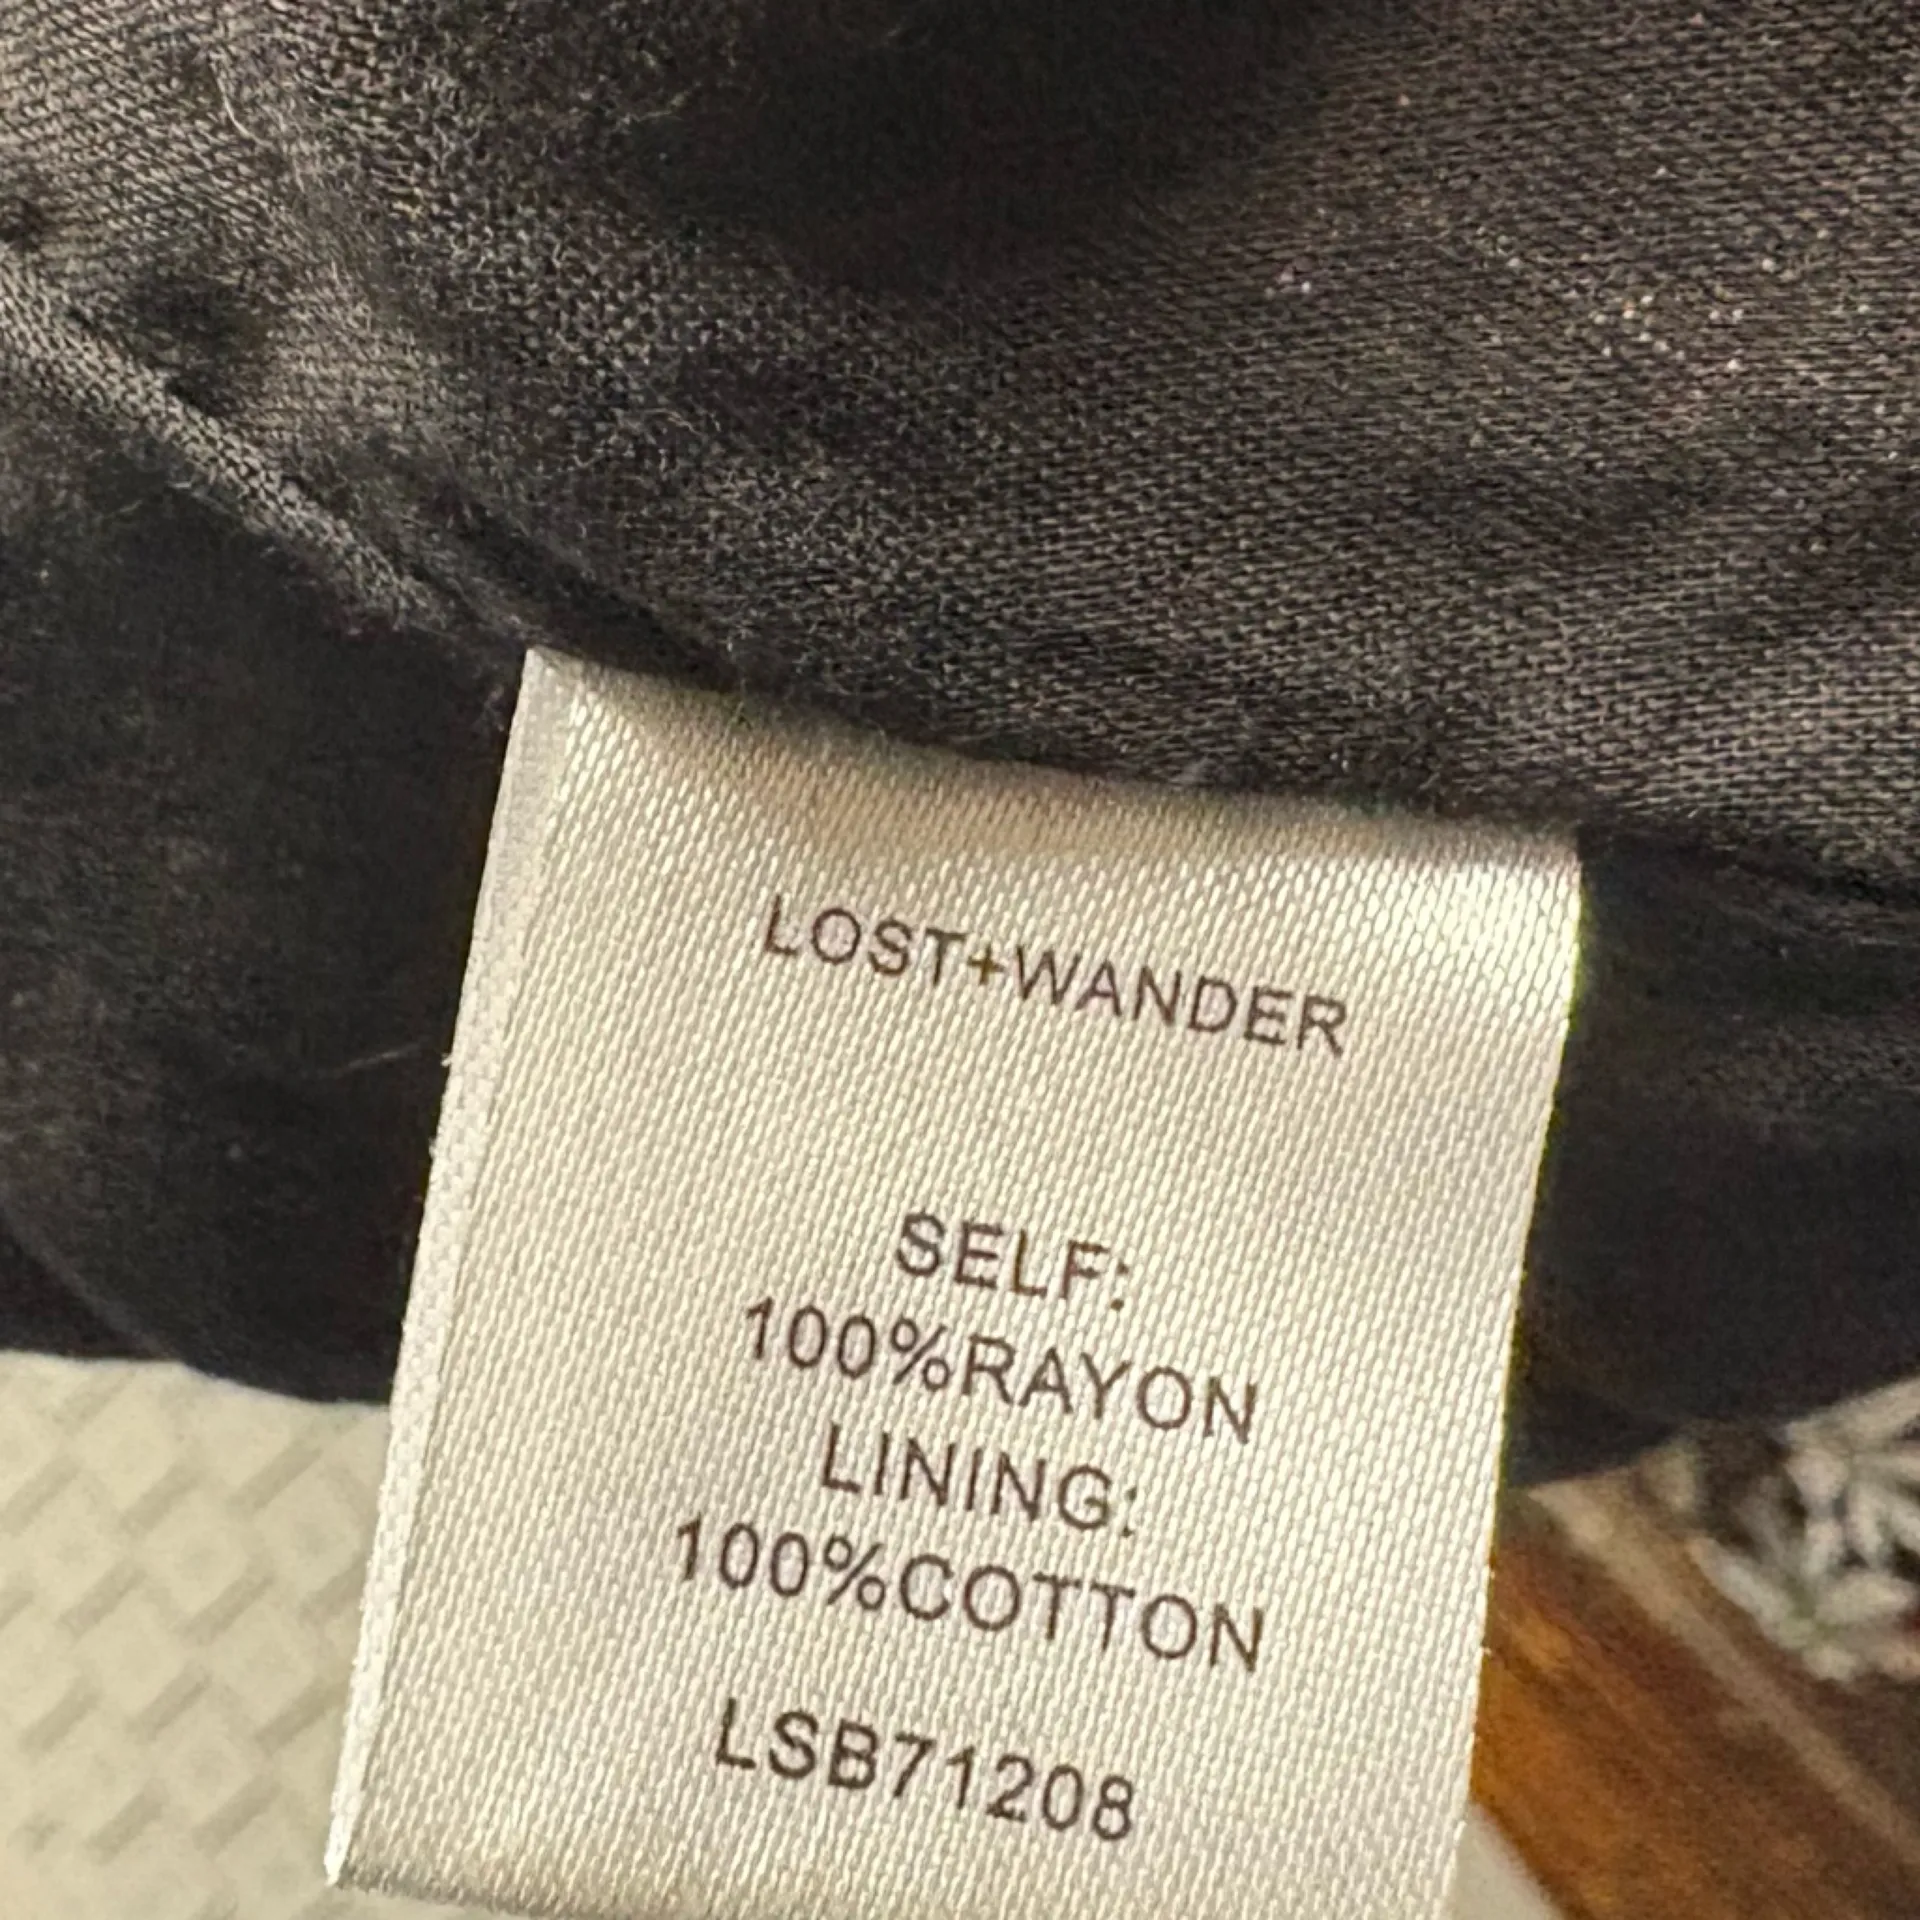 LOST+WANDER
SELF:
100%RAYON
LINING:
100%COTTON
LSB71208